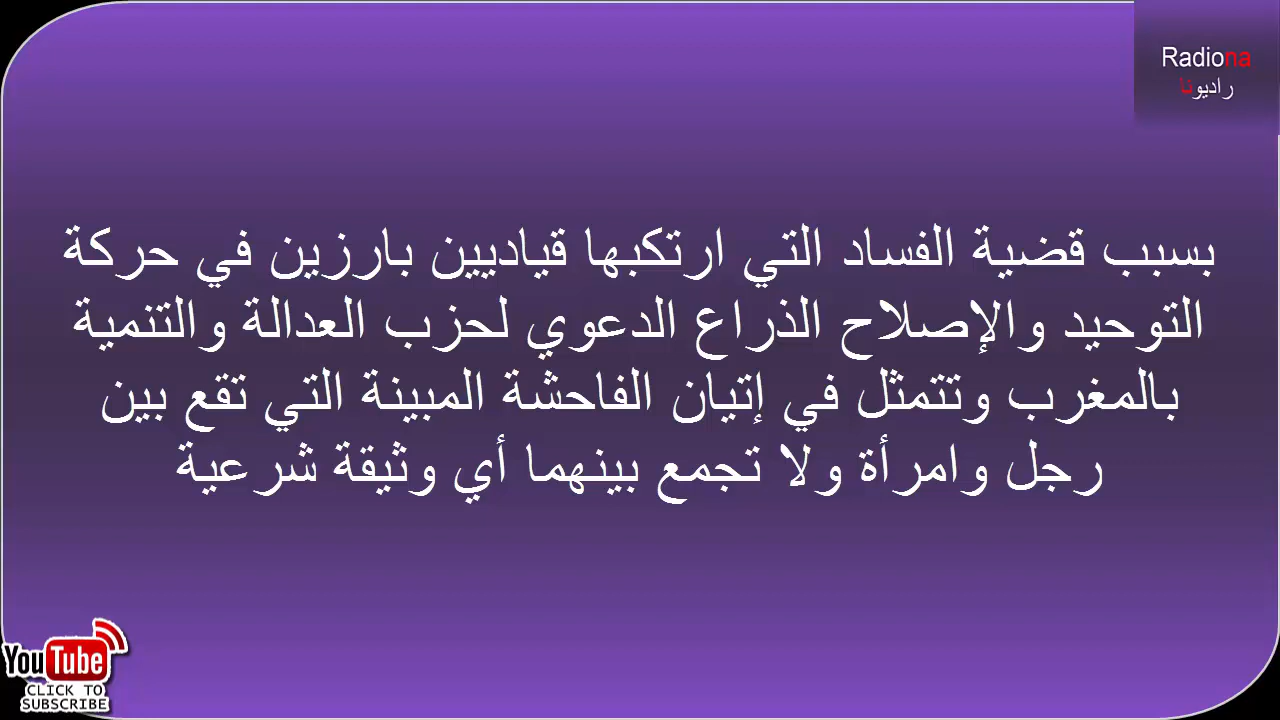 Radiona
راديونا
بسبب قضية الفساد التي ارتكبها قياديين بارزين في حركة
التوحيد والإصلاح الذراع الدعوي لحزب العدالة والتنمية
بالمغرب وتتمثل في إتيان الفاحشة المبينة التي تقع بين
رجل وامرأة ولا تجمع بينهما أي وثيقة شرعية
YouTube
CLICK TO
SUBSCRIBE